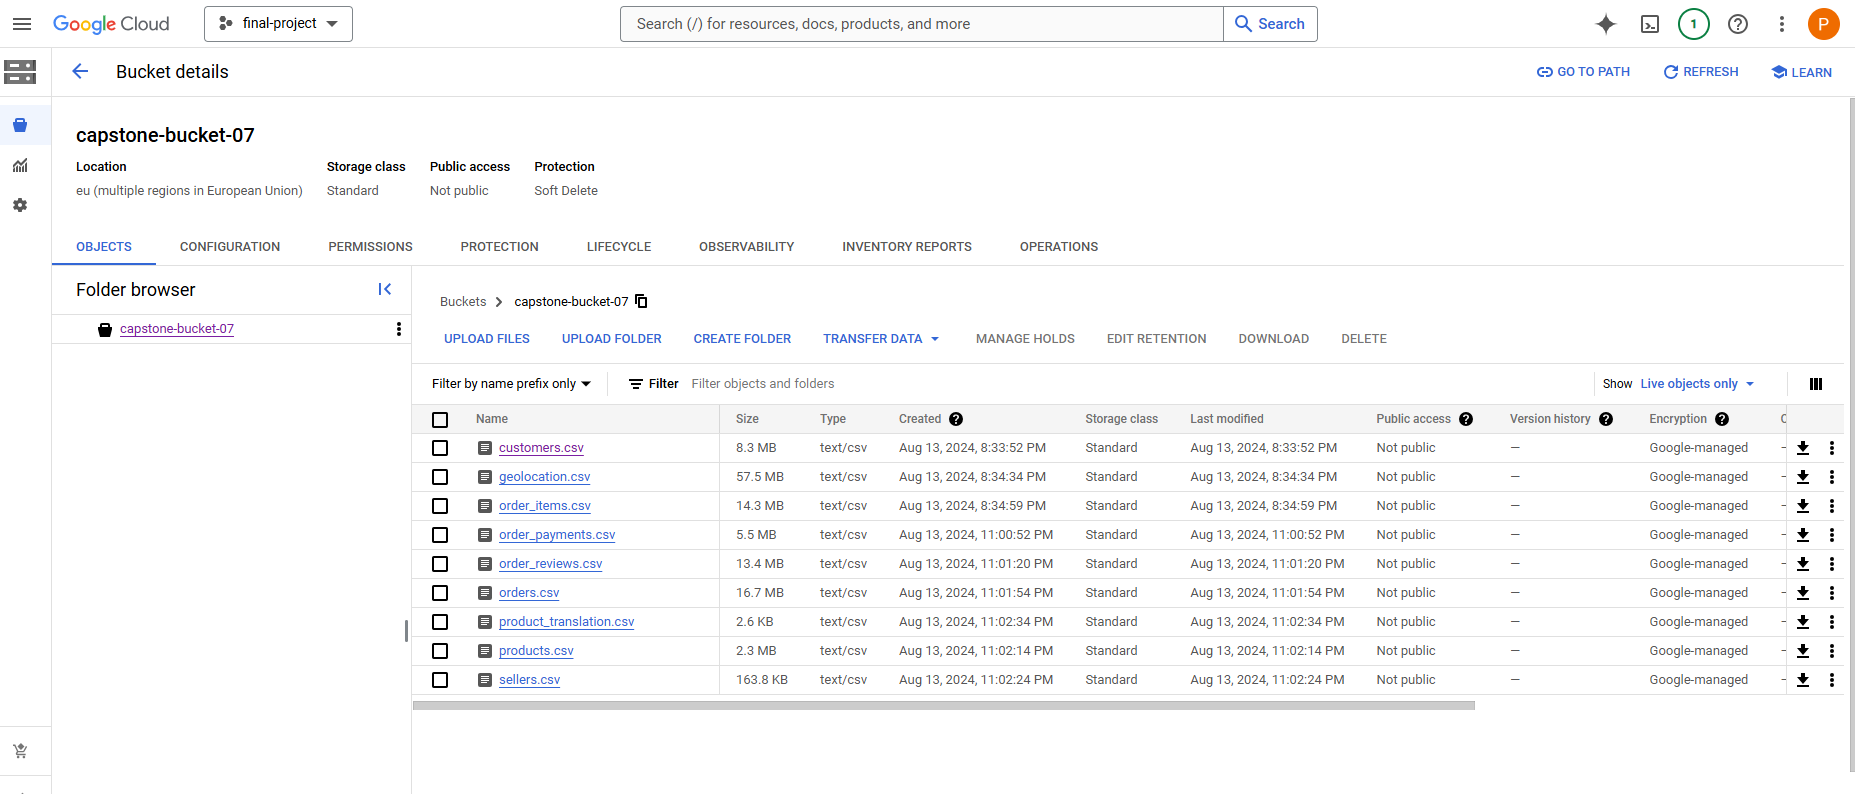 Google Cloud final-project Search (/) for resources, docs, products, and more Search 1 P
Bucket details GO TO PATH REFRESH LEARN
capstone-bucket-07
Location Storage class Public access Protection
eu (multiple regions in European Union) Standard Not public Soft Delete
OBJECTS CONFIGURATION PERMISSIONS PROTECTION LIFECYCLE OBSERVABILITY INVENTORY REPORTS OPERATIONS
Folder browser
capstone-bucket-07
Buckets > capstone-bucket-07
UPLOAD FILES UPLOAD FOLDER CREATE FOLDER TRANSFER DATA MANAGE HOLDS EDIT RETENTION DOWNLOAD DELETE
Filter by name prefix only Filter Filter objects and folders Show Live objects only
Name Size Type Created Storage class Last modified Public access Version history Encryption
customers.csv 8.3 MB text/csv Aug 13, 2024, 8:33:52 PM Standard Aug 13, 2024, 8:33:52 PM Not public — Google-managed
geolocation.csv 57.5 MB text/csv Aug 13, 2024, 8:34:34 PM Standard Aug 13, 2024, 8:34:34 PM Not public — Google-managed
order_items.csv 14.3 MB text/csv Aug 13, 2024, 8:34:59 PM Standard Aug 13, 2024, 8:34:59 PM Not public — Google-managed
order_payments.csv 5.5 MB text/csv Aug 13, 2024, 11:00:52 PM Standard Aug 13, 2024, 11:00:52 PM Not public — Google-managed
order_reviews.csv 13.4 MB text/csv Aug 13, 2024, 11:01:20 PM Standard Aug 13, 2024, 11:01:20 PM Not public — Google-managed
orders.csv 16.7 MB text/csv Aug 13, 2024, 11:01:54 PM Standard Aug 13, 2024, 11:01:54 PM Not public — Google-managed
product_translation.csv 2.6 KB text/csv Aug 13, 2024, 11:02:34 PM Standard Aug 13, 2024, 11:02:34 PM Not public — Google-managed
products.csv 2.3 MB text/csv Aug 13, 2024, 11:02:14 PM Standard Aug 13, 2024, 11:02:14 PM Not public — Google-managed
sellers.csv 163.8 KB text/csv Aug 13, 2024, 11:02:24 PM Standard Aug 13, 2024, 11:02:24 PM Not public — Google-managed